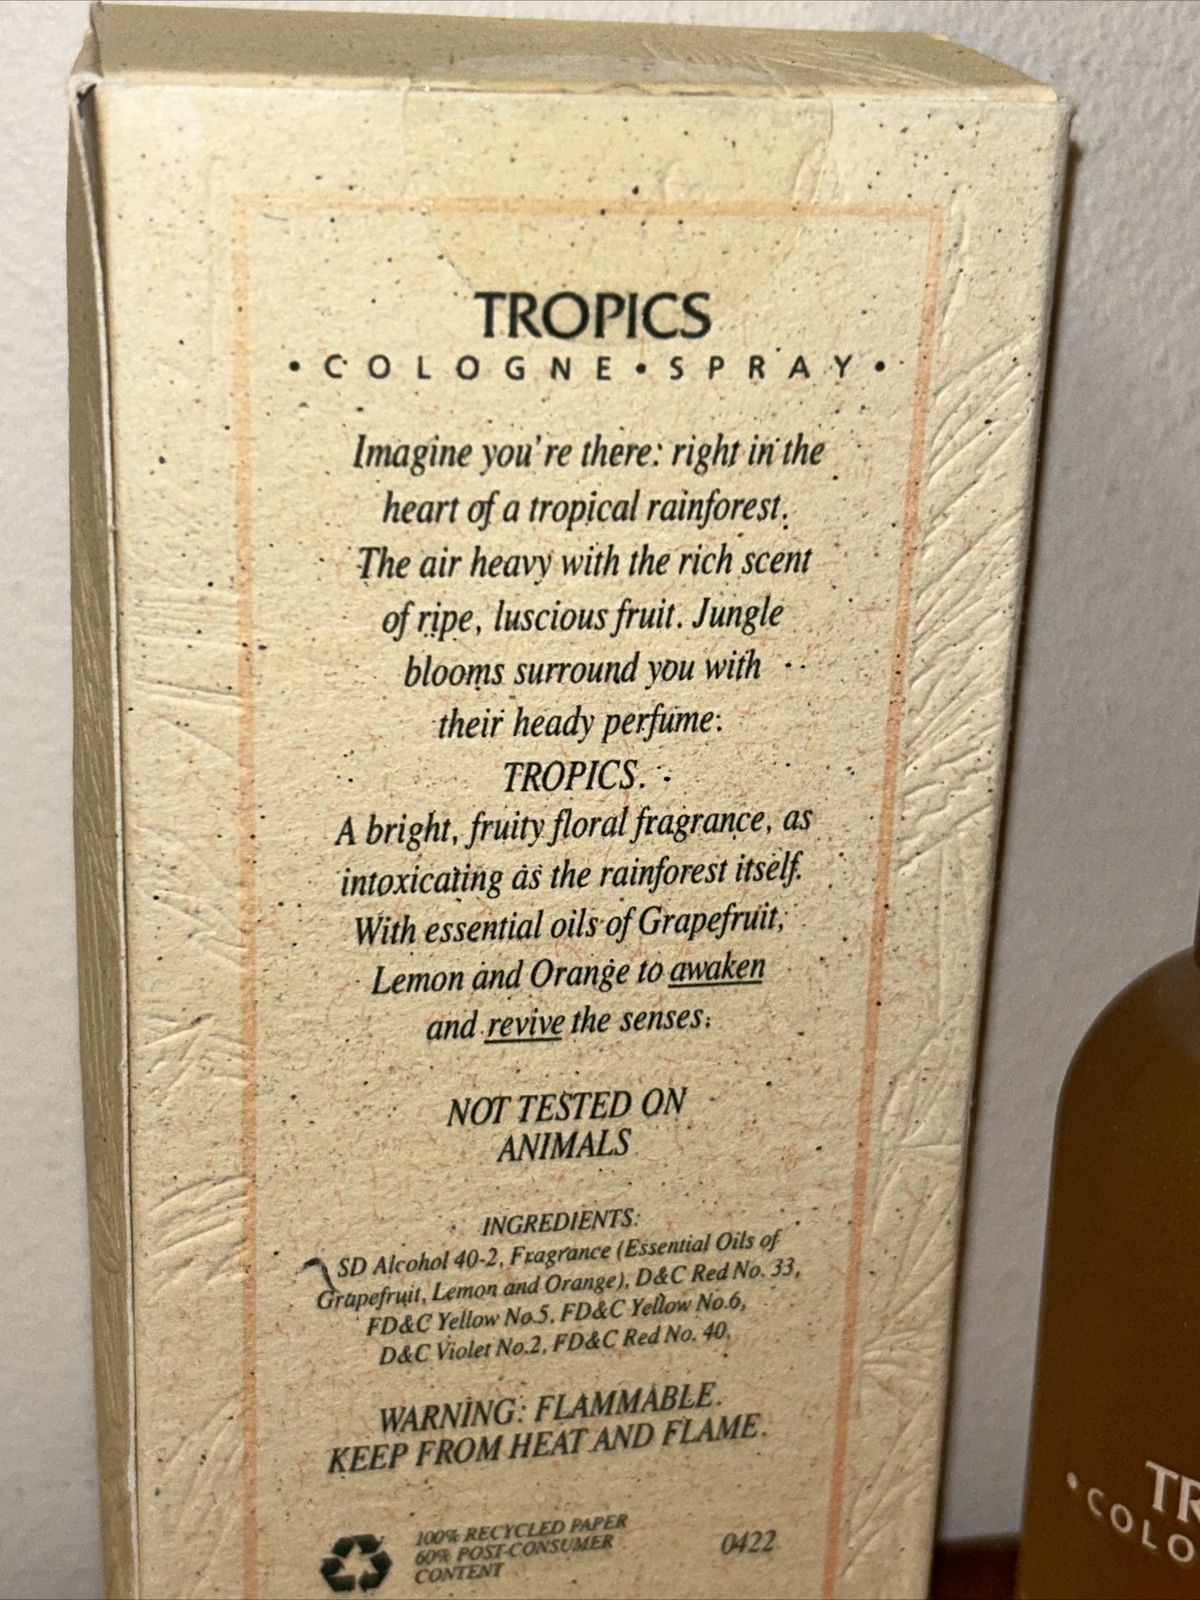 TROPICS
•COLOGNE•SPRAY•
Imagine you're there: right in the
heart of a tropical rainforest.
The air heavy with the rich scent
of ripe, luscious fruit. Jungle
blooms surround you with
their heady perfume:
TROPICS.
A bright, fruity floral fragrance, as
intoxicating as the rainforest itself.
With essential oils of Grapefruit,
Lemon and Orange to awaken
and revive the senses.
NOT TESTED ON
ANIMALS
INGREDIENTS:
SD Alcohol 40-2, Fragrance (Essential Oils of
Grapefruit, Lemon and Orange), D&C Red No. 33,
FD&C Yellow No.5, FD&C Yellow No.6,
D&C Violet No.2, FD&C Red No. 40.
WARNING: FLAMMABLE.
KEEP FROM HEAT AND FLAME.
100% RECYCLED PAPER
60% POST-CONSUMER
CONTENT
0422
TR
•COLO